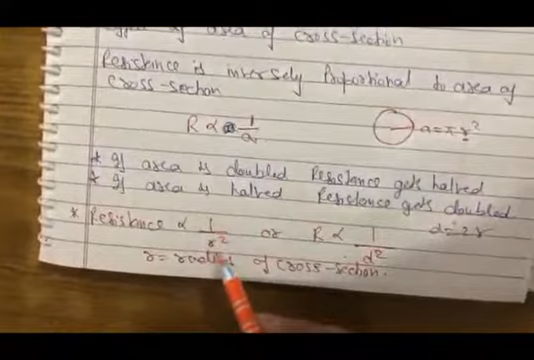 of area of cross-section
Resistance is inversely Proportional to area of
cross-section
R ∝ 1/a
a = πr²
* If area is doubled Resistance gets halved
* If area is halved Resistance gets doubled
* Resistance ∝ 1/r² or R ∝ 1/d² d = 2r
r = radius of cross-section.